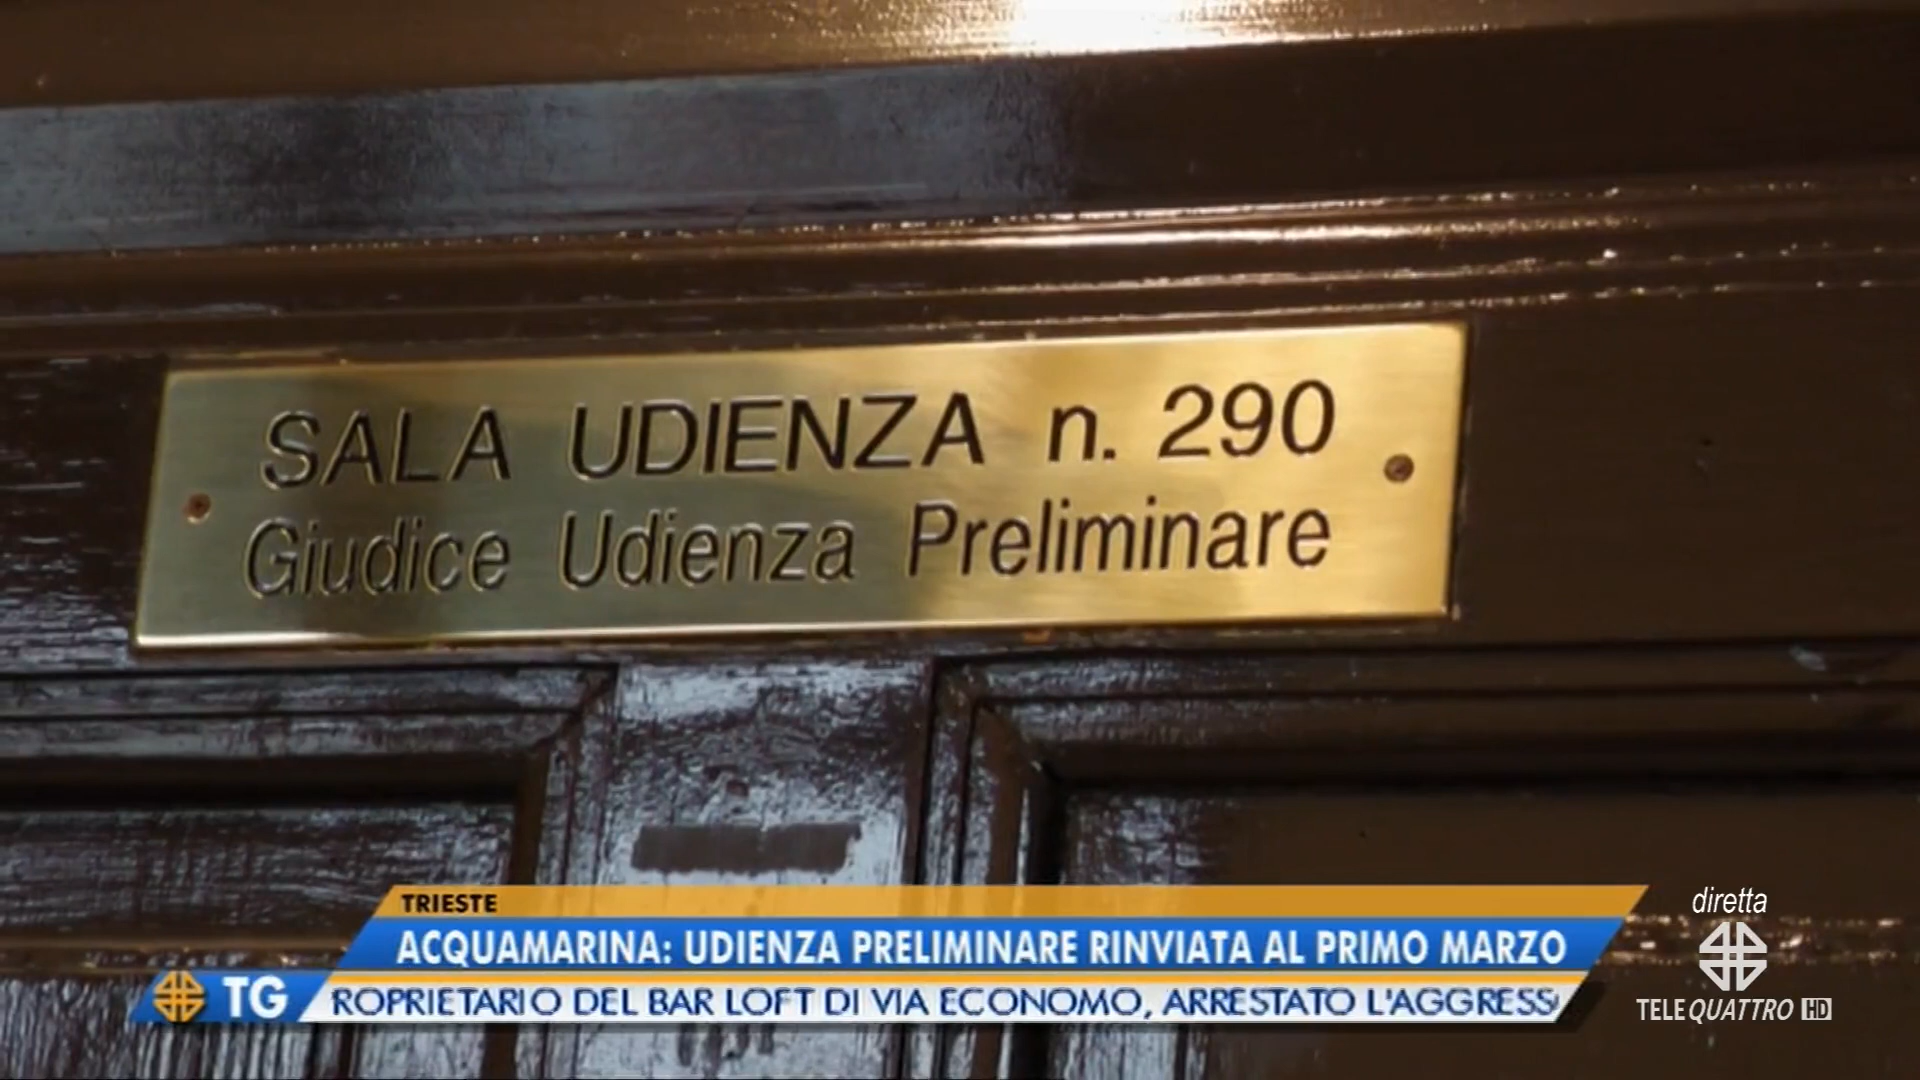 SALA UDIENZA n. 290
Giudice Udienza Preliminare
TRIESTE
ACQUAMARINA: UDIENZA PRELIMINARE RINVIATA AL PRIMO MARZO
TG
ROPRIETARIO DEL BAR LOFT DI VIA ECONOMO, ARRESTATO L'AGGRESS
diretta
TELEQUATTRO HD